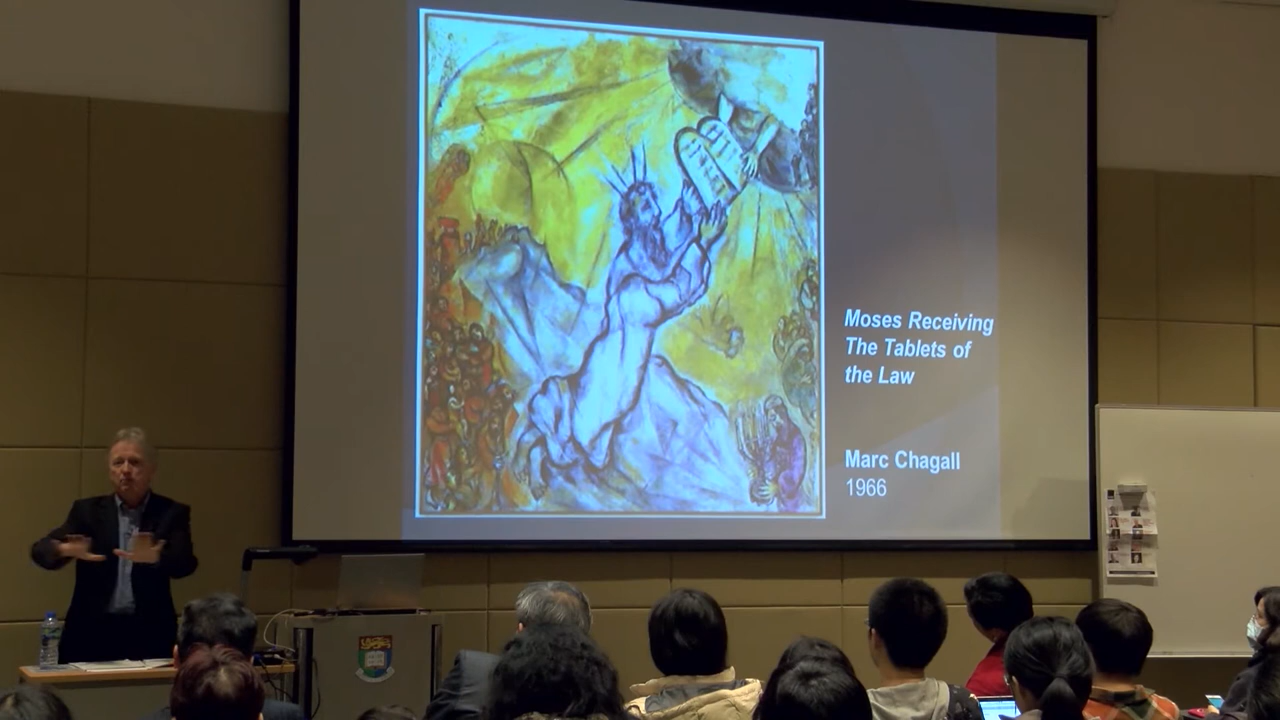 Moses Receiving
The Tablets of
the Law
Marc Chagall
1966